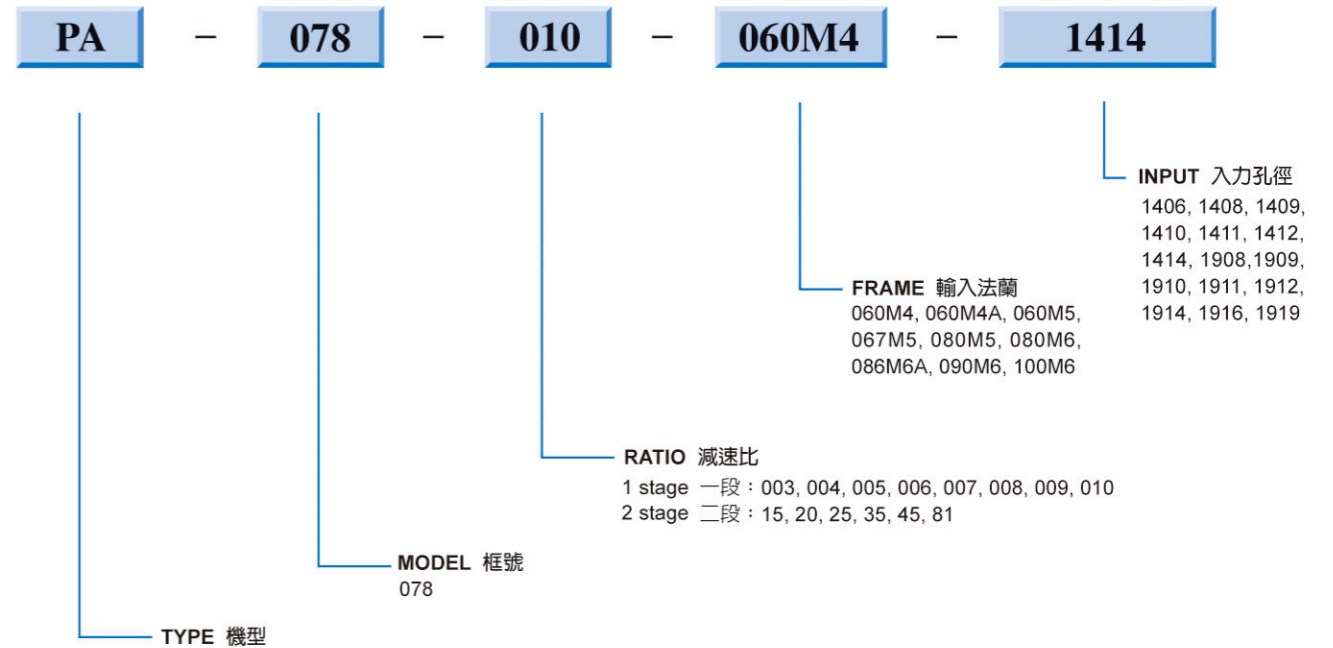 PA – 078 – 010 – 060M4 – 1414
INPUT 入力孔徑
1406, 1408, 1409,
1410, 1411, 1412,
1414, 1908,1909,
1910, 1911, 1912,
1914, 1916, 1919
FRAME 輸入法蘭
060M4, 060M4A, 060M5,
067M5, 080M5, 080M6,
086M6A, 090M6, 100M6
RATIO 減速比
1 stage 一段：003, 004, 005, 006, 007, 008, 009, 010
2 stage 二段：15, 20, 25, 35, 45, 81
MODEL 框號
078
TYPE 機型